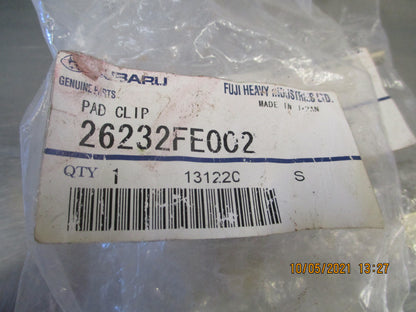 SUBARU
GENUINE PARTS
FUJI HEAVY INDUSTRIES LTD.
MADE IN JAPAN
PAD CLIP
26232FE002
QTY 1 13122C S
10/05/2021 13:27